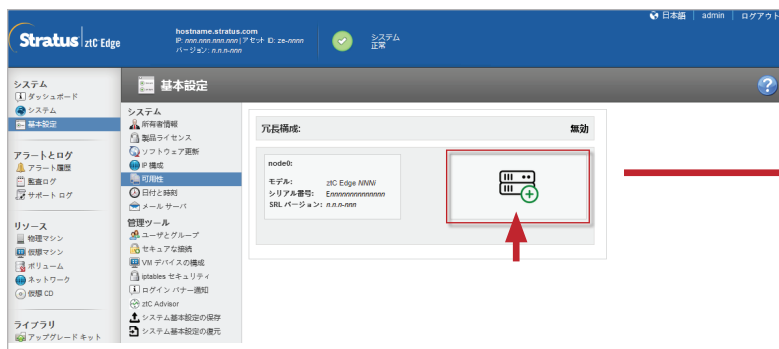 日本語 | admin | ログアウト
Stratus ztC Edge
hostname.stratus.com
IP: nnn.nnn.nnn.nnn | アセット ID: ze-nnnn
バージョン: n.n.n-nnn
システム
正常
基本設定
?
システム
ダッシュボード
システム
基本設定
アラートとログ
アラート履歴
監査ログ
サポート ログ
リソース
物理マシン
仮想マシン
ボリューム
ネットワーク
仮想 CD
ライブラリ
アップグレード キット
システム
所有者情報
製品ライセンス
ソフトウェア更新
IP 構成
可用性
日付と時刻
メール サーバ
管理ツール
ユーザとグループ
セキュアな接続
VM デバイスの構成
iptables セキュリティ
ログイン バナー通知
ztC Advisor
システム基本設定の保存
システム基本設定の復元
冗長構成: 無効
node0:
モデル: ztC Edge NNNi
シリアル番号: Ennnnnnnnnnnnnn
SRL バージョン: n.n.n-nnn